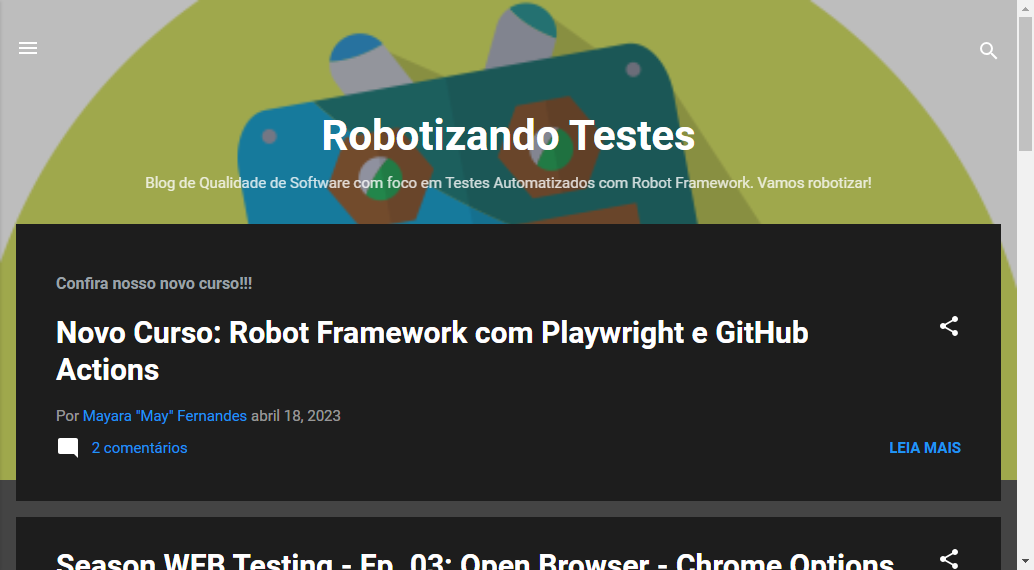 Robotizando Testes
Blog de Qualidade de Software com foco em Testes Automatizados com Robot Framework. Vamos robotizar!
Confira nosso novo curso!!!
Novo Curso: Robot Framework com Playwright e GitHub
Actions
Por Mayara "May" Fernandes abril 18, 2023
2 comentários
LEIA MAIS
Season WEB Testing - Ep. 03: Open Browser - Chrome Options